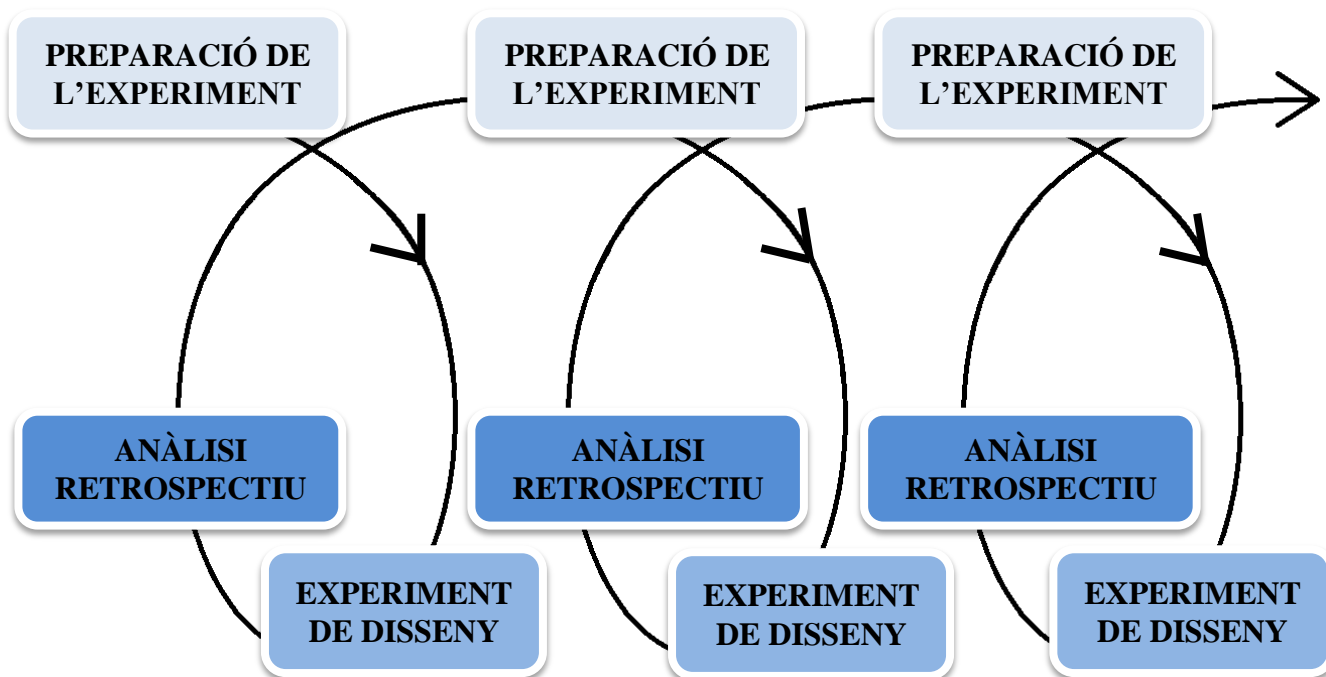 PREPARACIÓ DE
L’EXPERIMENT
PREPARACIÓ DE
L’EXPERIMENT
PREPARACIÓ DE
L’EXPERIMENT
ANÀLISI
RETROSPECTIU
ANÀLISI
RETROSPECTIU
ANÀLISI
RETROSPECTIU
EXPERIMENT
DE DISSENY
EXPERIMENT
DE DISSENY
EXPERIMENT
DE DISSENY